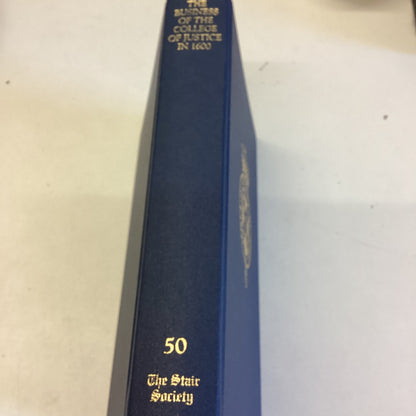 THE
BUSINESS
OF THE
COLLEGE
OF JUSTICE
IN 1600
50
The Stair
Society